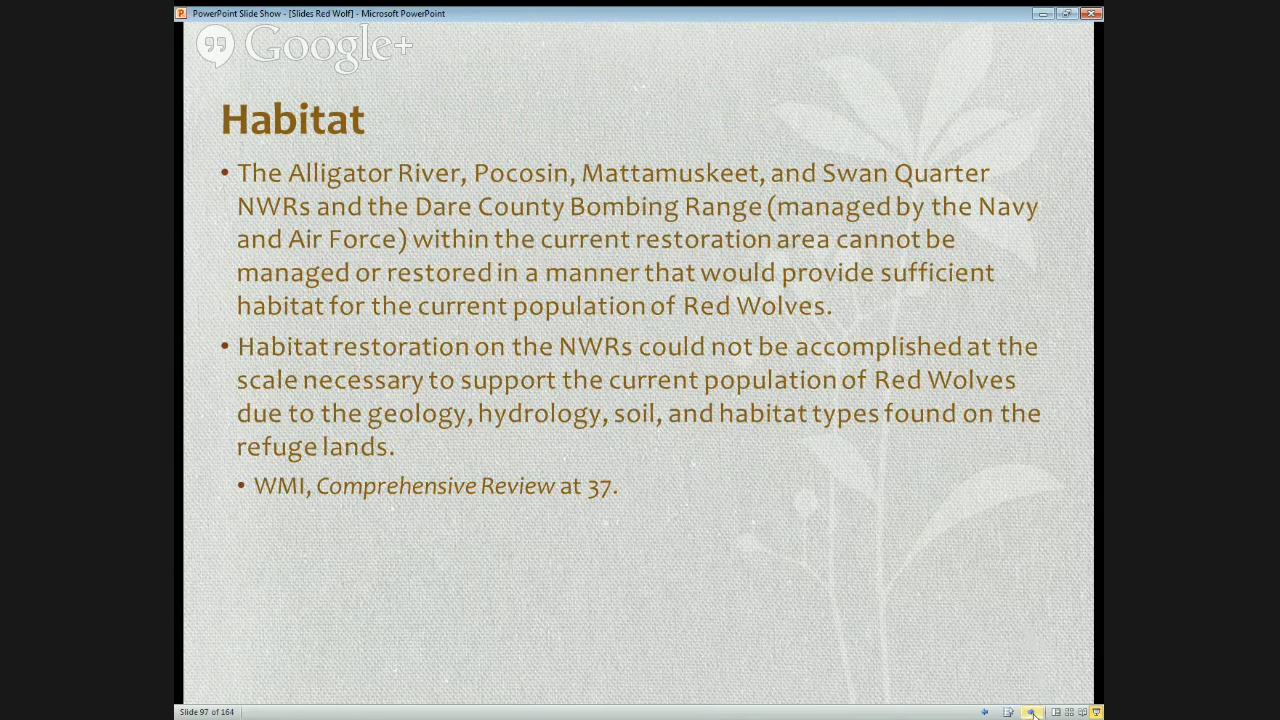 PowerPoint Slide Show - [Slides Red Wolf] - Microsoft PowerPoint
Google+
Habitat
• The Alligator River, Pocosin, Mattamuskeet, and Swan Quarter
NWRs and the Dare County Bombing Range (managed by the Navy
and Air Force) within the current restoration area cannot be
managed or restored in a manner that would provide sufficient
habitat for the current population of Red Wolves.
• Habitat restoration on the NWRs could not be accomplished at the
scale necessary to support the current population of Red Wolves
due to the geology, hydrology, soil, and habitat types found on the
refuge lands.
• WMI, Comprehensive Review at 37.
Slide 97 of 164